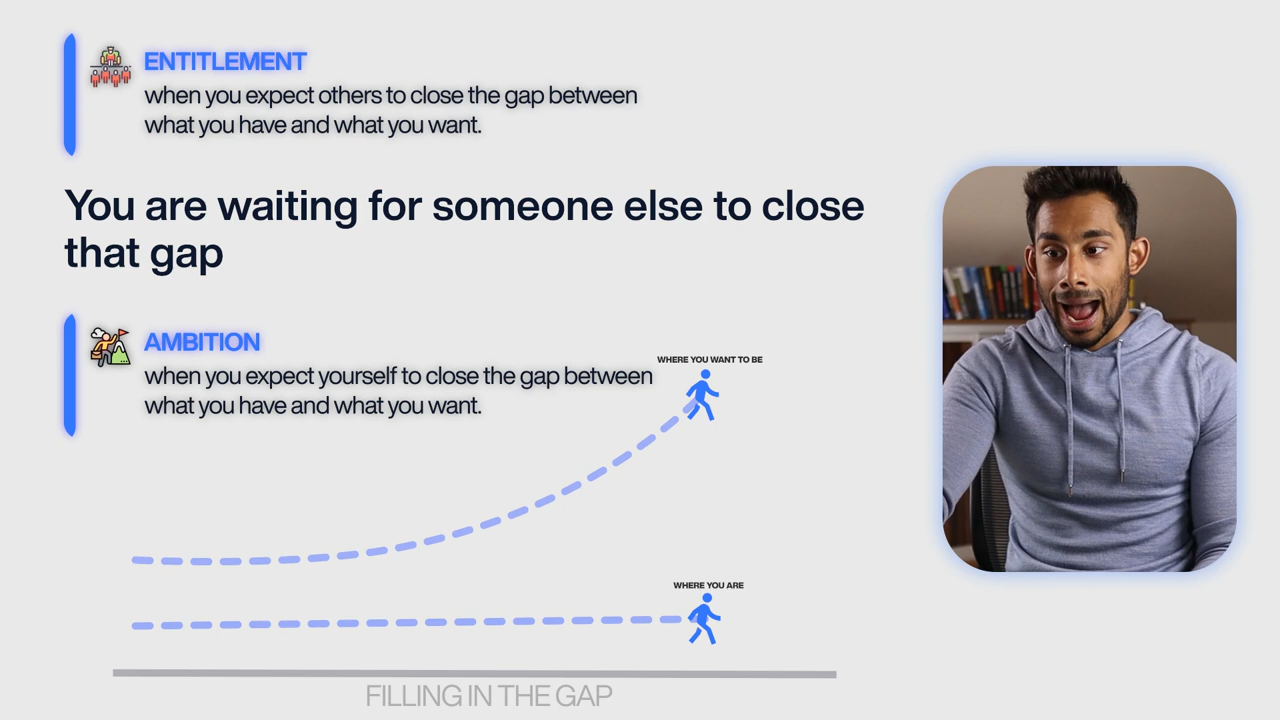 ENTITLEMENT
when you expect others to close the gap between
what you have and what you want.
You are waiting for someone else to close
that gap
AMBITION
when you expect yourself to close the gap between
what you have and what you want.
WHERE YOU WANT TO BE
WHERE YOU ARE
FILLING IN THE GAP